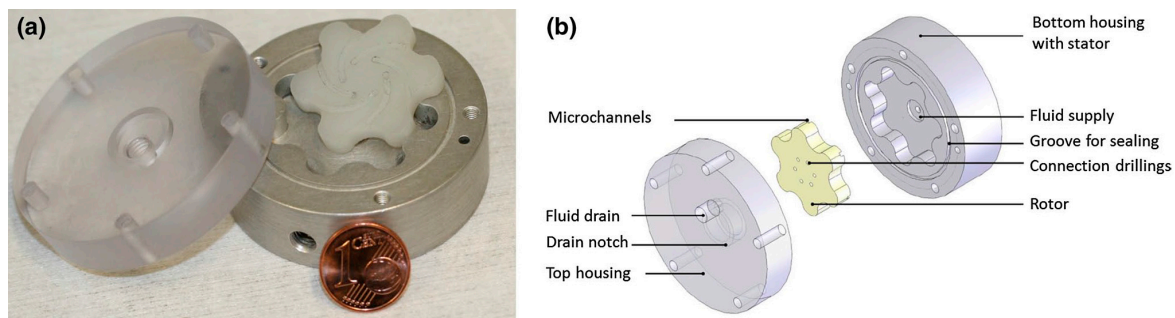 (a)
1
CENT
(b)
Bottom housing
with stator
Microchannels
Fluid supply
Groove for sealing
Connection drillings
Fluid drain
Rotor
Drain notch
Top housing